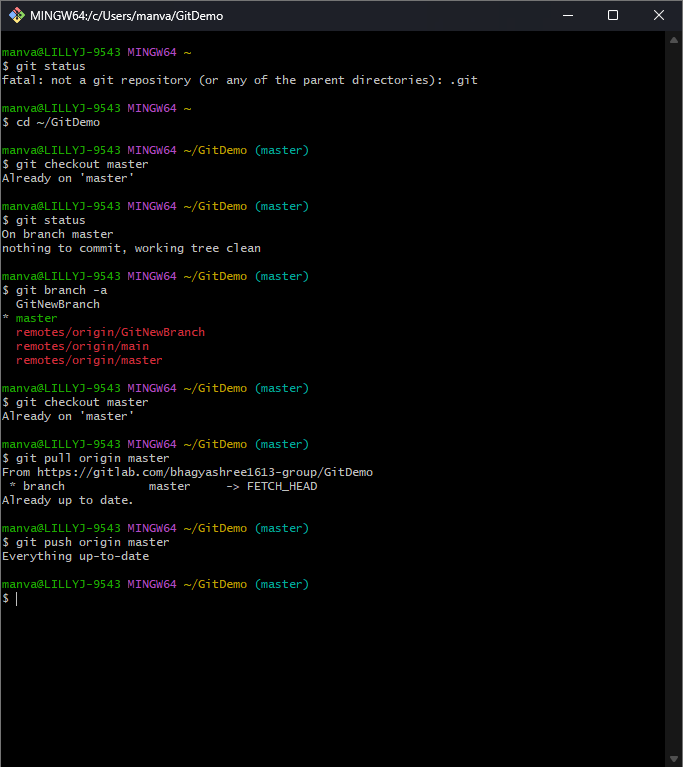 MINGW64:/c/Users/manva/GitDemo
manva@LILLYJ-9543 MINGW64 ~
$ git status
fatal: not a git repository (or any of the parent directories): .git
manva@LILLYJ-9543 MINGW64 ~
$ cd ~/GitDemo
manva@LILLYJ-9543 MINGW64 ~/GitDemo (master)
$ git checkout master
Already on 'master'
manva@LILLYJ-9543 MINGW64 ~/GitDemo (master)
$ git status
On branch master
nothing to commit, working tree clean
manva@LILLYJ-9543 MINGW64 ~/GitDemo (master)
$ git branch -a
  GitNewBranch
* master
  remotes/origin/GitNewBranch
  remotes/origin/main
  remotes/origin/master
manva@LILLYJ-9543 MINGW64 ~/GitDemo (master)
$ git checkout master
Already on 'master'
manva@LILLYJ-9543 MINGW64 ~/GitDemo (master)
$ git pull origin master
From https://gitlab.com/bhagyashree1613-group/GitDemo
 * branch            master     -> FETCH_HEAD
Already up to date.
manva@LILLYJ-9543 MINGW64 ~/GitDemo (master)
$ git push origin master
Everything up-to-date
manva@LILLYJ-9543 MINGW64 ~/GitDemo (master)
$